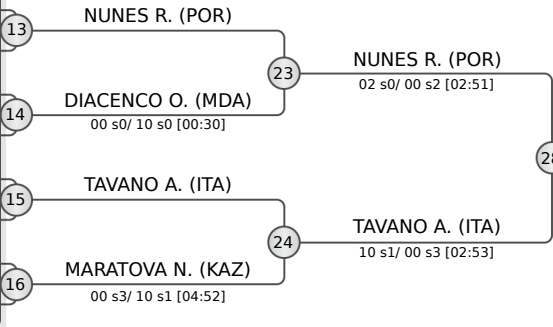 NUNES R. (POR)
13
NUNES R. (POR)
23
02 s0/ 00 s2 [02:51]
DIACENCO O. (MDA)
14
00 s0/ 10 s0 [00:30]
28
TAVANO A. (ITA)
15
TAVANO A. (ITA)
24
10 s1/ 00 s3 [02:53]
MARATOVA N. (KAZ)
16
00 s3/ 10 s1 [04:52]